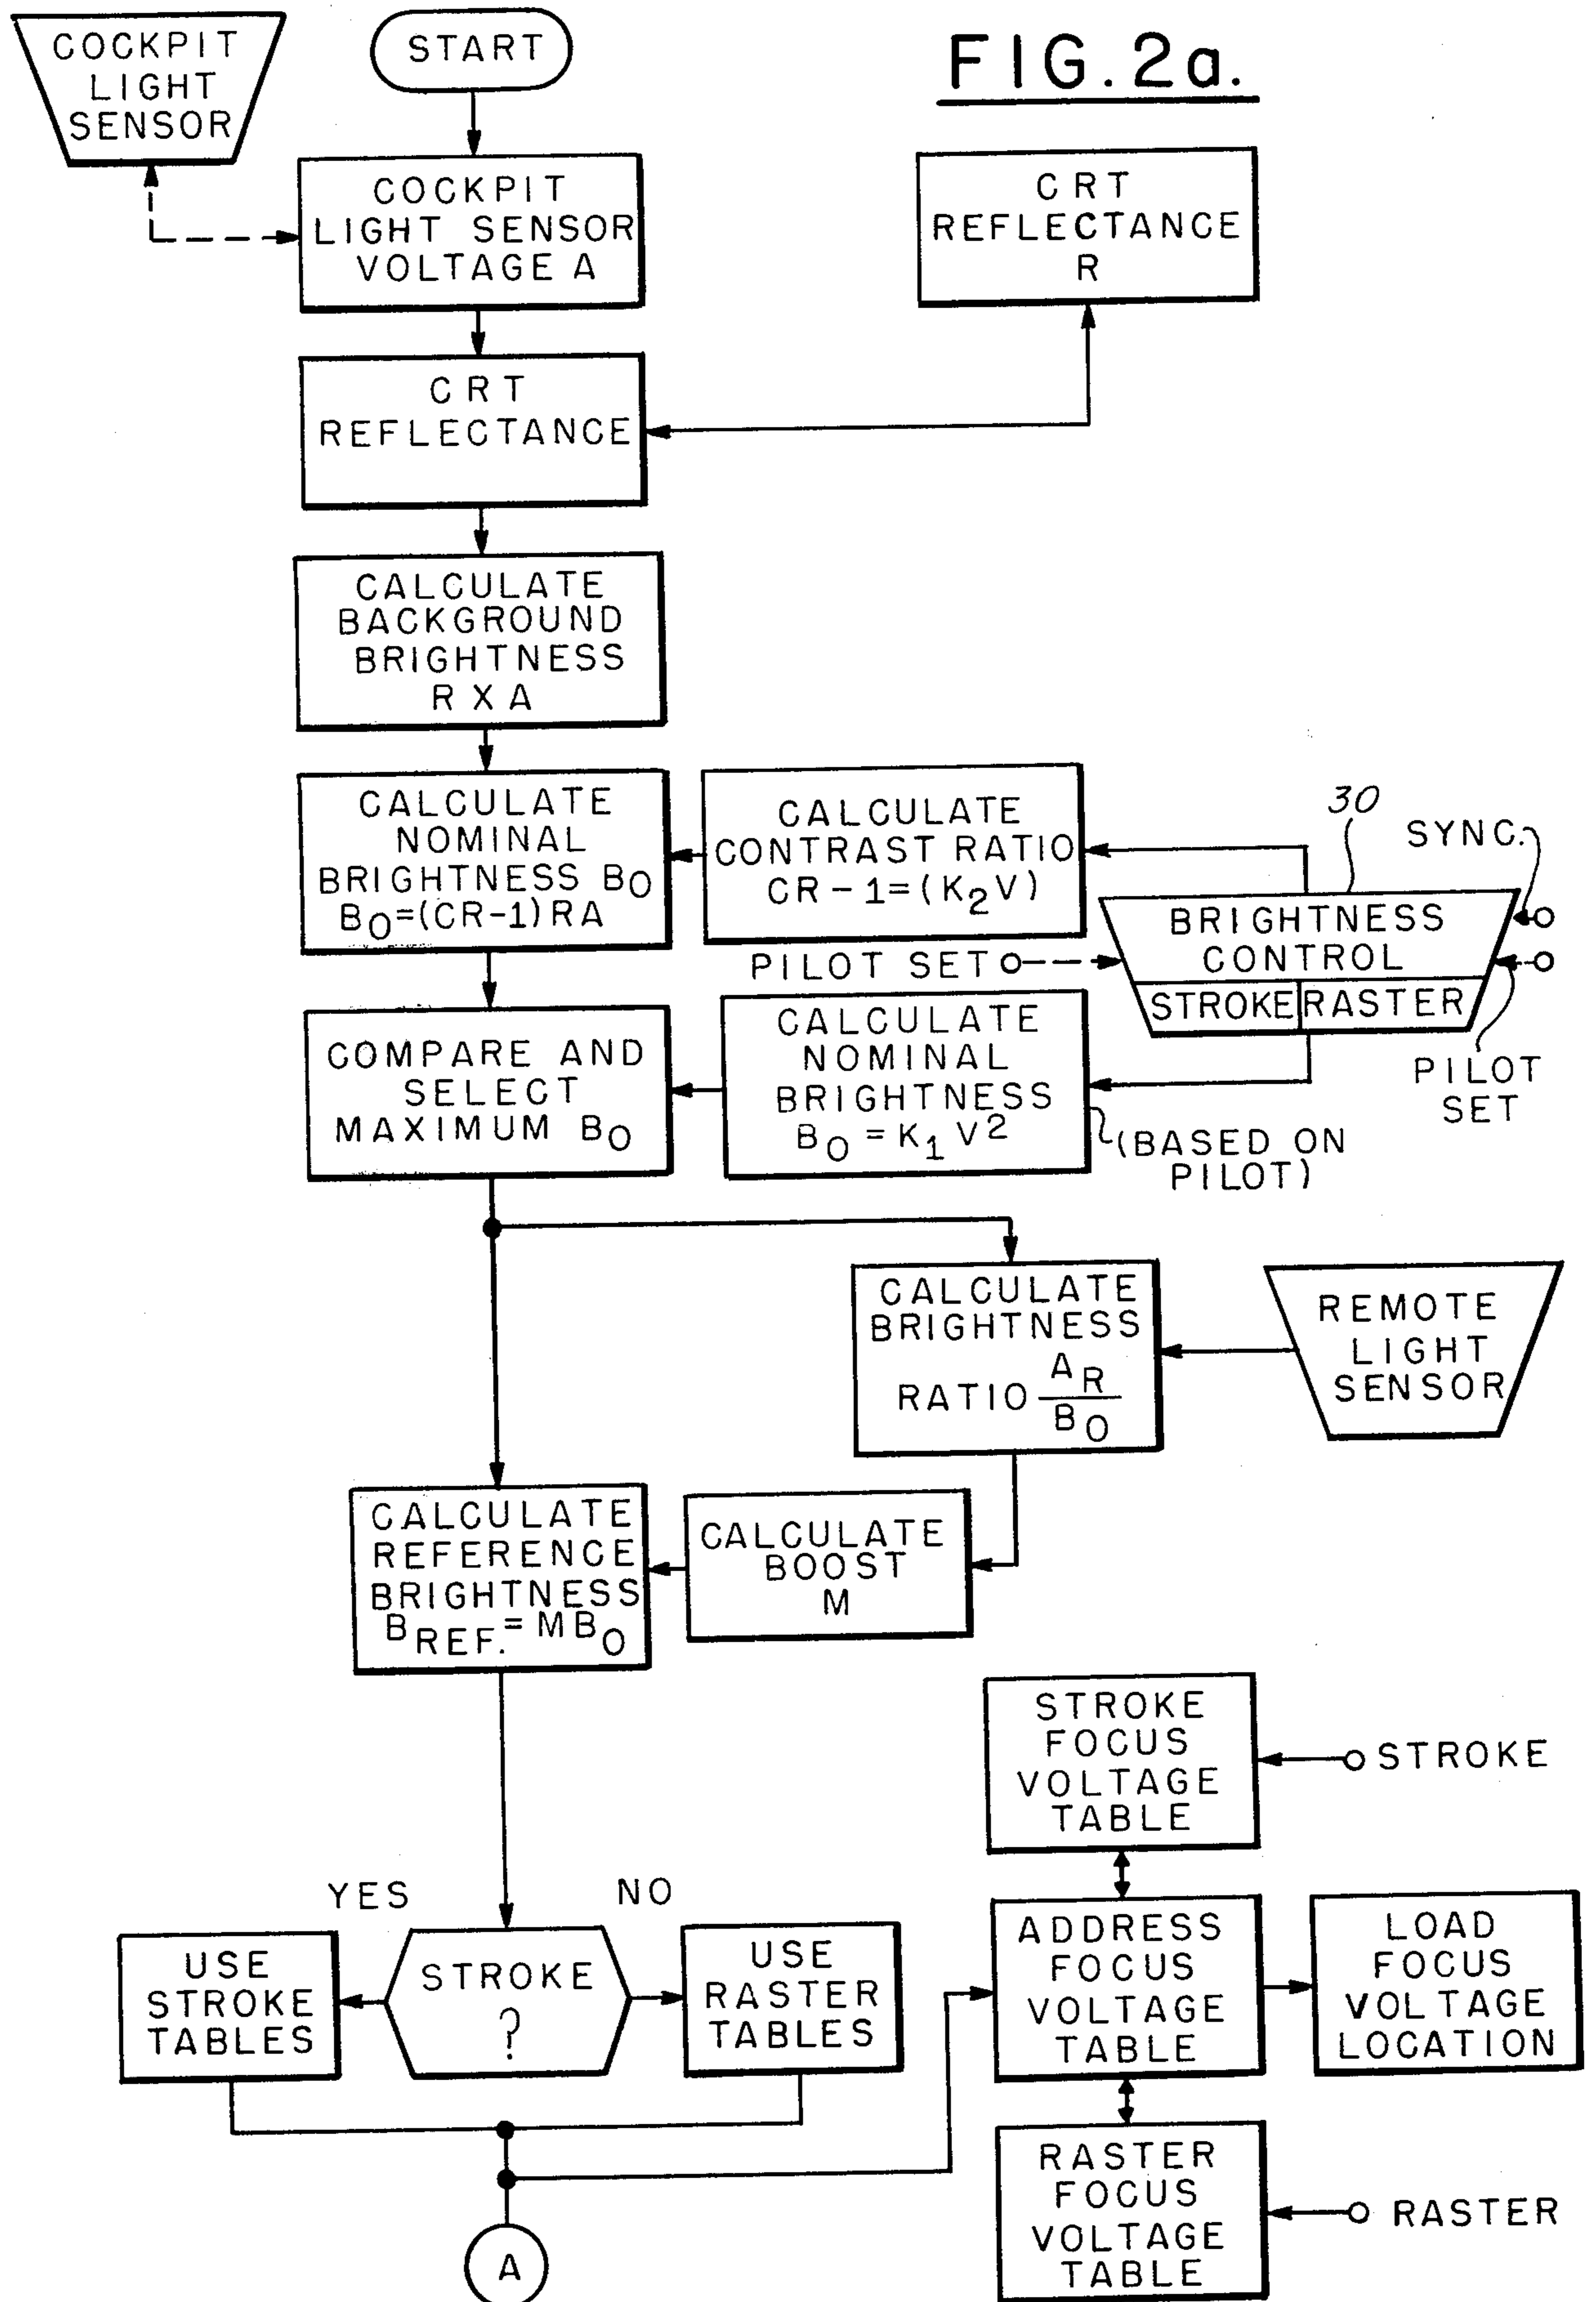 COCKPIT
LIGHT
SENSOR
START
FIG.2a.
COCKPIT
LIGHT SENSOR
VOLTAGE A
CRT
REFLECTANCE
R
CRT
REFLECTANCE
CALCULATE
BACKGROUND
BRIGHTNESS
R X A
CALCULATE
NOMINAL
BRIGHTNESS BO
BO=(CR-1)RA
CALCULATE
CONTRAST RATIO
CR-1=(K2V)
30
SYNC.
BRIGHTNESS
CONTROL
STROKE RASTER
PILOT SET
PILOT
SET
COMPARE AND
SELECT
MAXIMUM BO
CALCULATE
NOMINAL
BRIGHTNESS
BO = K1 V2
(BASED ON
PILOT)
CALCULATE
BRIGHTNESS
RATIO AR
BO
REMOTE
LIGHT
SENSOR
CALCULATE
REFERENCE
BRIGHTNESS
BREF.=MBO
CALCULATE
BOOST
M
STROKE
FOCUS
VOLTAGE
TABLE
STROKE
YES
NO
USE
STROKE
TABLES
STROKE
?
USE
RASTER
TABLES
ADDRESS
FOCUS
VOLTAGE
TABLE
LOAD
FOCUS
VOLTAGE
LOCATION
RASTER
FOCUS
VOLTAGE
TABLE
RASTER
A